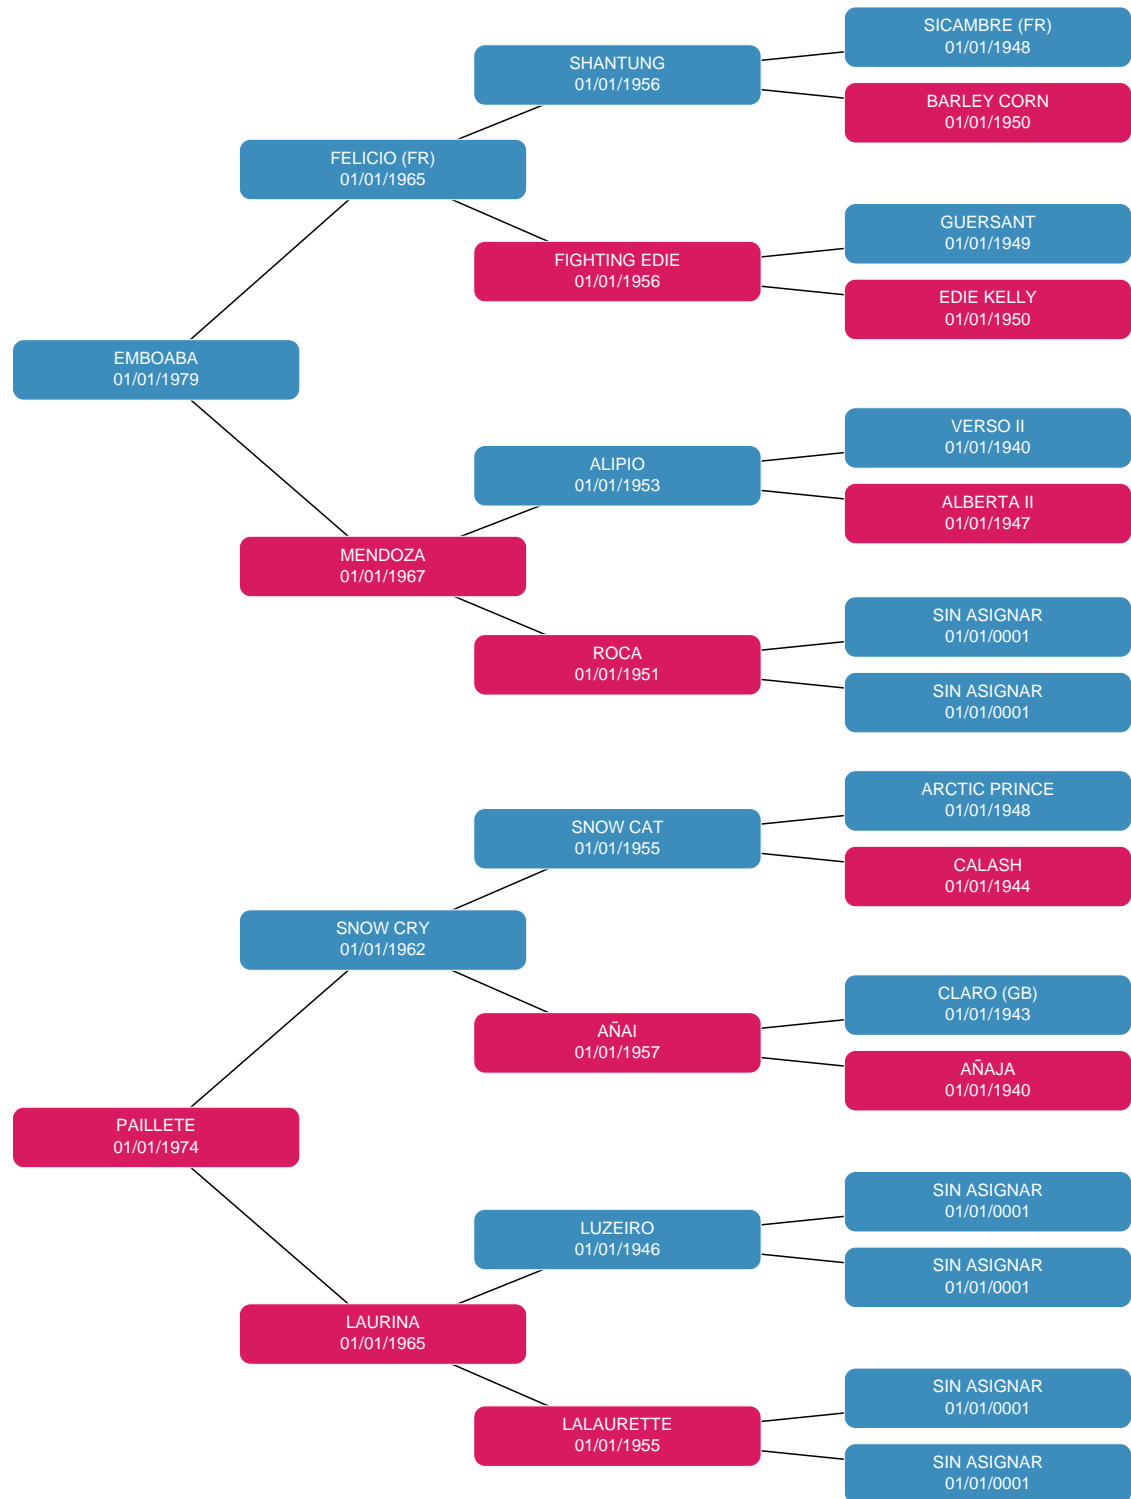 SICAMBRE (FR)
01/01/1948
SHANTUNG
01/01/1956
BARLEY CORN
01/01/1950
FELICIO (FR)
01/01/1965
GUERSANT
01/01/1949
FIGHTING EDIE
01/01/1956
EDIE KELLY
01/01/1950
EMBOABA
01/01/1979
VERSO II
01/01/1940
ALIPIO
01/01/1953
ALBERTA II
01/01/1947
MENDOZA
01/01/1967
SIN ASIGNAR
01/01/0001
ROCA
01/01/1951
SIN ASIGNAR
01/01/0001
ARCTIC PRINCE
01/01/1948
SNOW CAT
01/01/1955
CALASH
01/01/1944
SNOW CRY
01/01/1962
CLARO (GB)
01/01/1943
AÑAI
01/01/1957
AÑAJA
01/01/1940
PAILLETE
01/01/1974
SIN ASIGNAR
01/01/0001
LUZEIRO
01/01/1946
SIN ASIGNAR
01/01/0001
LAURINA
01/01/1965
SIN ASIGNAR
01/01/0001
LALAURETTE
01/01/1955
SIN ASIGNAR
01/01/0001